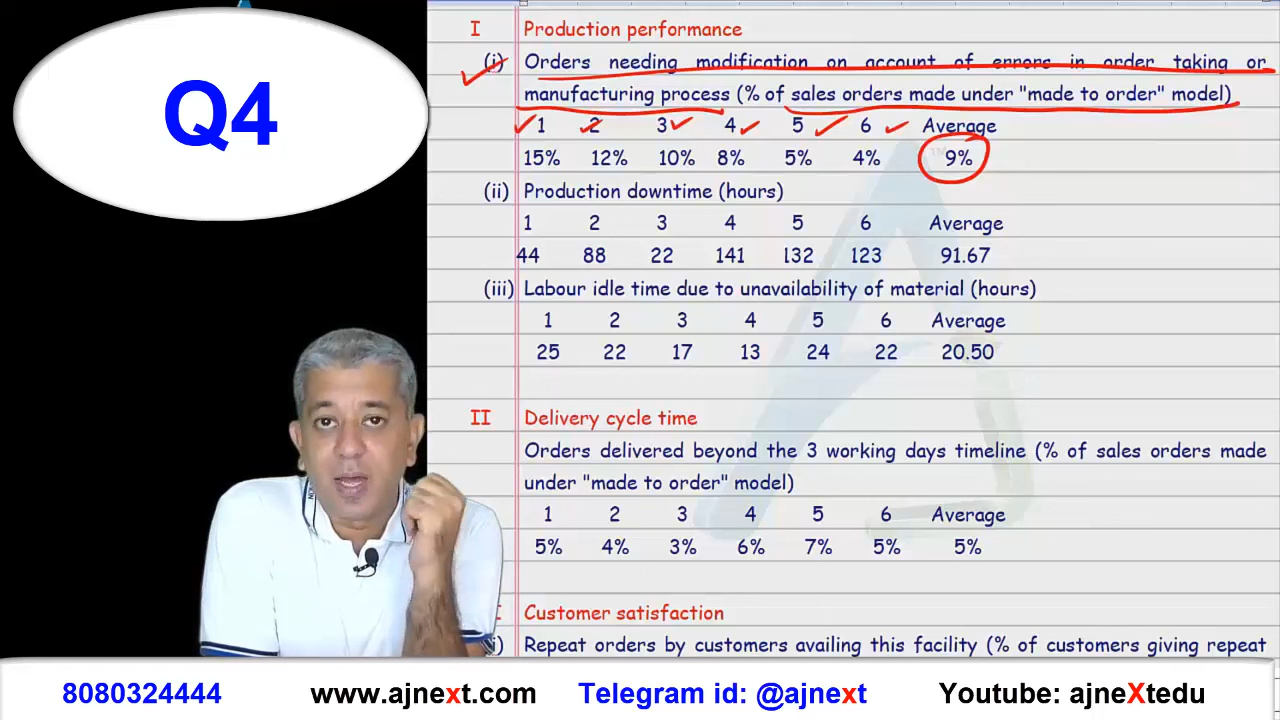 Q4
I Production performance
(i) Orders needing modification on account of errors in order taking or
manufacturing process (% of sales orders made under "made to order" model)
1 2 3 4 5 6 Average
15% 12% 10% 8% 5% 4% 9%
(ii) Production downtime (hours)
1 2 3 4 5 6 Average
44 88 22 141 132 123 91.67
(iii) Labour idle time due to unavailability of material (hours)
1 2 3 4 5 6 Average
25 22 17 13 24 22 20.50
II Delivery cycle time
Orders delivered beyond the 3 working days timeline (% of sales orders made
under "made to order" model)
1 2 3 4 5 6 Average
5% 4% 3% 6% 7% 5% 5%
Customer satisfaction
Repeat orders by customers availing this facility (% of customers giving repeat
8080324444 www.ajnext.com Telegram id: @ajnext Youtube: ajneXtedu